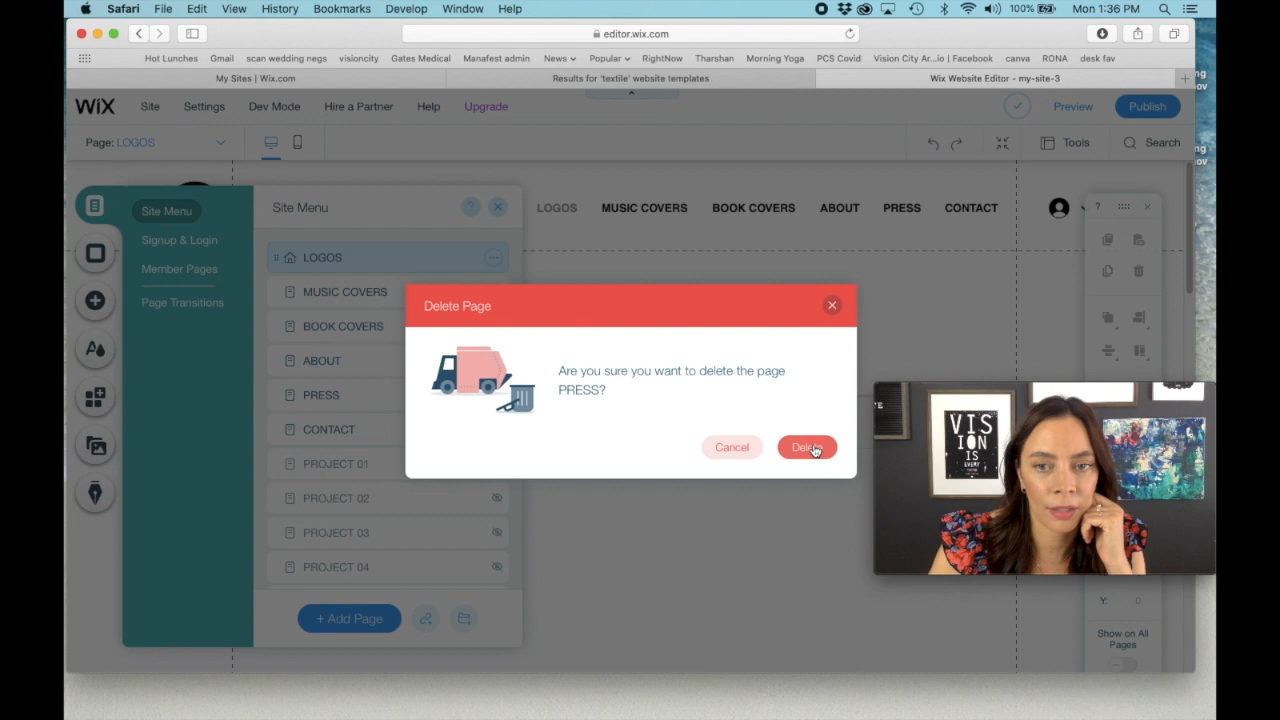 Safari File Edit View History Bookmarks Develop Window Help 100% Mon 1:36 PM
editor.wix.com
Hot Lunches Gmail scan wedding negs visioncity Gates Medical Manafest admin News Popular RightNow Tharshan Morning Yoga PCS Covid Vision City Ar...io | Facebook canva RONA desk fav
My Sites | Wix.com Results for 'textile' website templates Wix Website Editor - my-site-3
WiX Site Settings Dev Mode Hire a Partner Help Upgrade Preview Publish
Page: LOGOS Tools Search
Site Menu
Signup & Login
Member Pages
Page Transitions
Site Menu ?
LOGOS
MUSIC COVERS
BOOK COVERS
ABOUT
PRESS
CONTACT
PROJECT 01
PROJECT 02
PROJECT 03
PROJECT 04
+ Add Page
LOGOS MUSIC COVERS BOOK COVERS ABOUT PRESS CONTACT
Delete Page
Are you sure you want to delete the page
PRESS?
Cancel Delete
VIS
ION
IS
EVERY
THING
?
Y: 0
Show on All
Pages